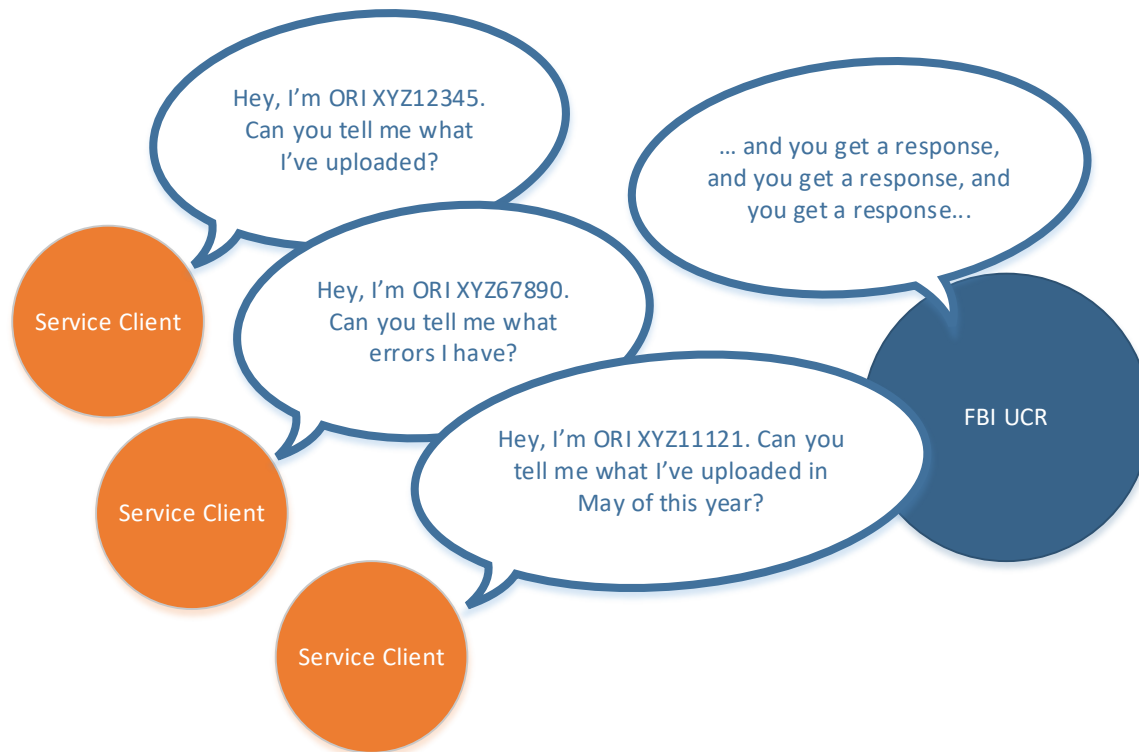 Hey, I’m ORI XYZ12345.
Can you tell me what
I’ve uploaded?
… and you get a response,
and you get a response, and
you get a response...
Service Client
Hey, I’m ORI XYZ67890.
Can you tell me what
errors I have?
Service Client
Hey, I’m ORI XYZ11121. Can you
tell me what I’ve uploaded in
May of this year?
FBI UCR
Service Client